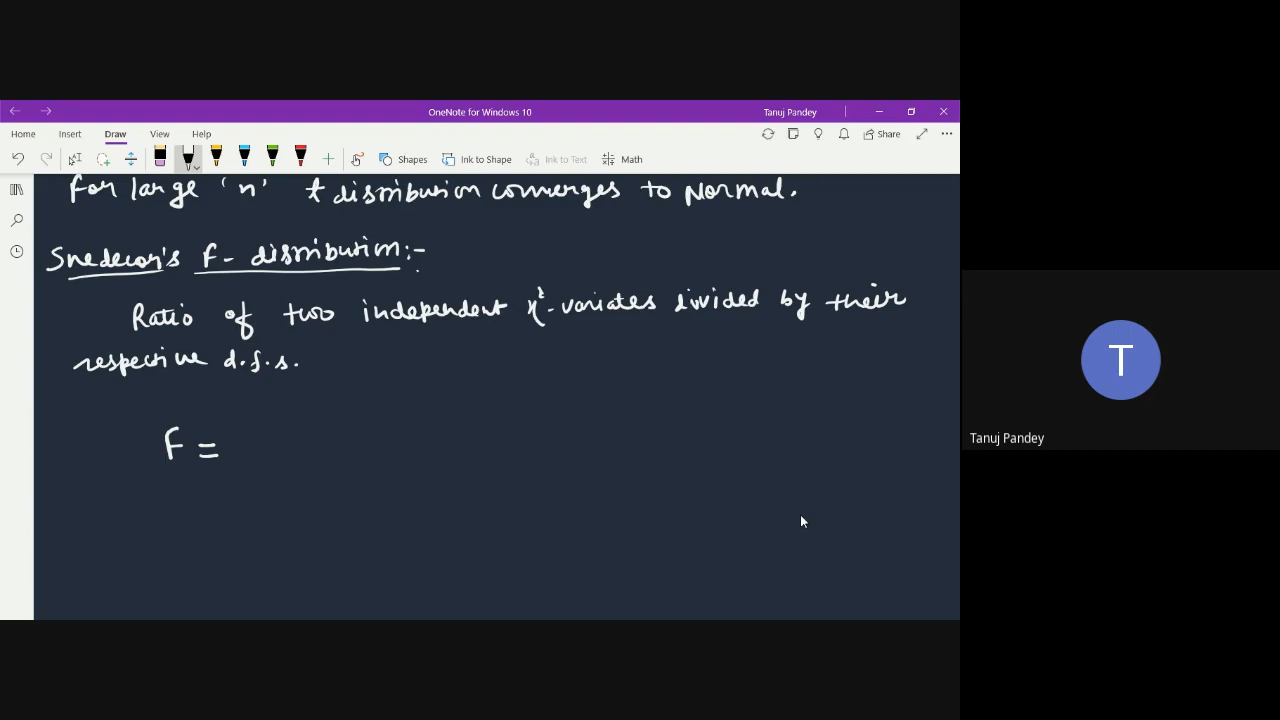 OneNote for Windows 10
Tanuj Pandey
Home Insert Draw View Help
Share
Shapes Ink to Shape Ink to Text Math
For large 'n' t distribution converges to Normal.
Snedecor's F- distribution:-
Ratio of two independent χ²-variates divided by their
respective d.f.s.
F =
T
Tanuj Pandey